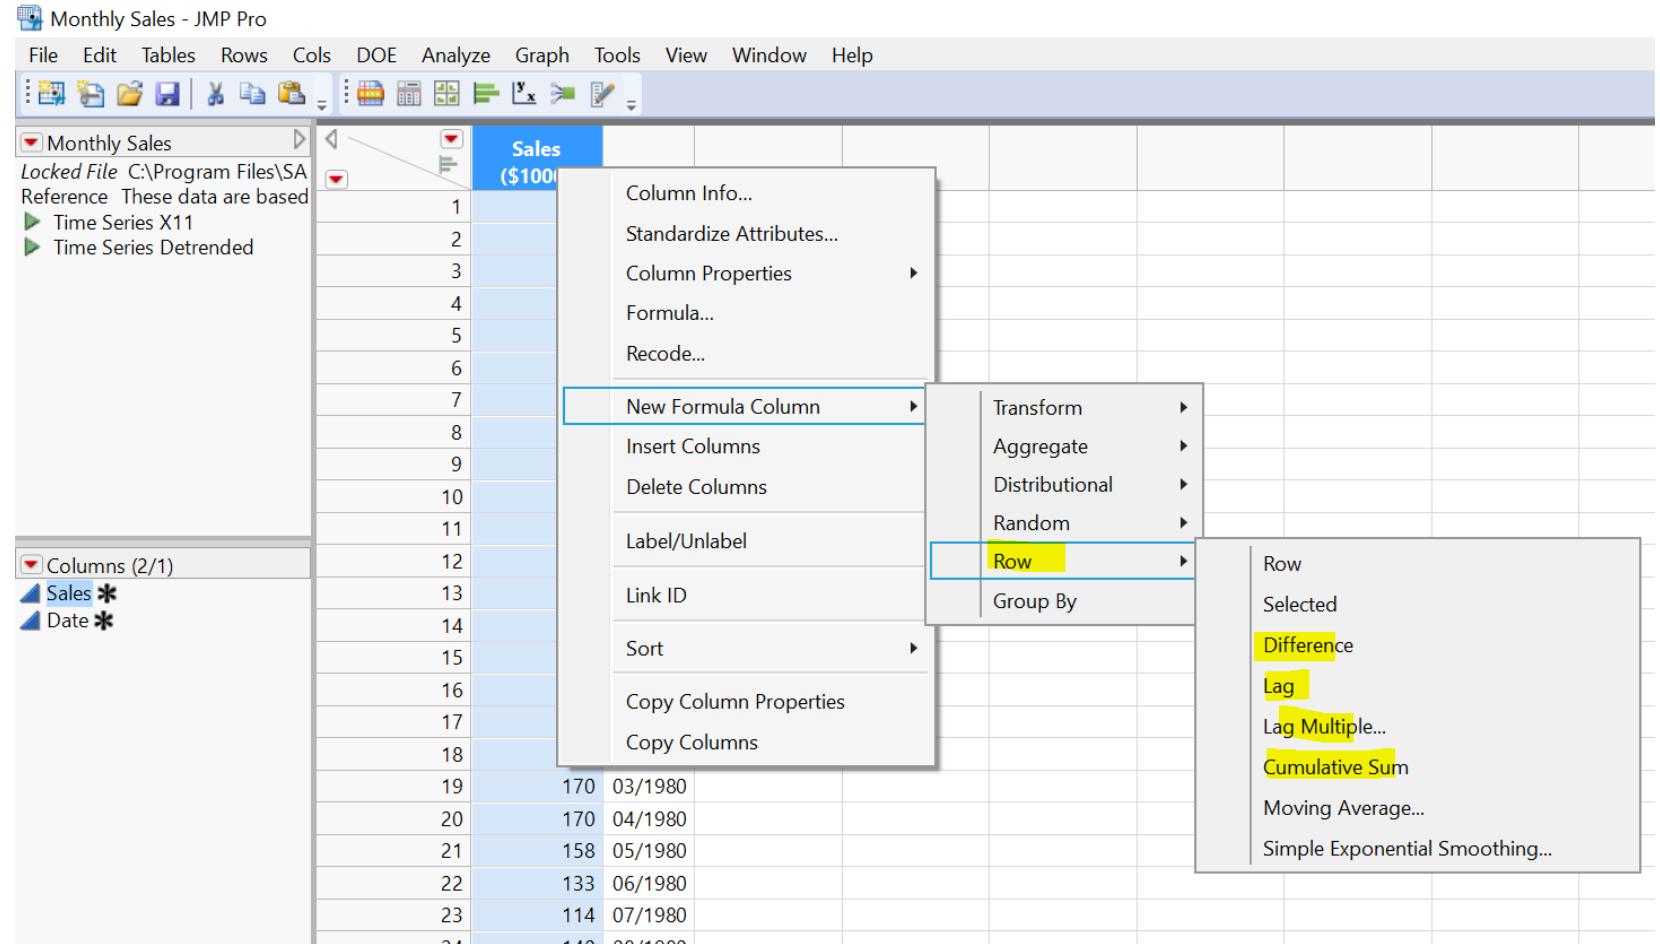 Monthly Sales - JMP Pro
File Edit Tables Rows Cols DOE Analyze Graph Tools View Window Help
Monthly Sales
Locked File C:\Program Files\SA
Reference These data are based
Time Series X11
Time Series Detrended
Columns (2/1)
Sales
Date
Sales
($1000
1
2
3
4
5
6
7
8
9
10
11
12
13
14
15
16
17
18
19 170 03/1980
20 170 04/1980
21 158 05/1980
22 133 06/1980
23 114 07/1980
Column Info...
Standardize Attributes...
Column Properties
Formula...
Recode...
New Formula Column
Insert Columns
Delete Columns
Label/Unlabel
Link ID
Sort
Copy Column Properties
Copy Columns
Transform
Aggregate
Distributional
Random
Row
Group By
Row
Selected
Difference
Lag
Lag Multiple...
Cumulative Sum
Moving Average...
Simple Exponential Smoothing...